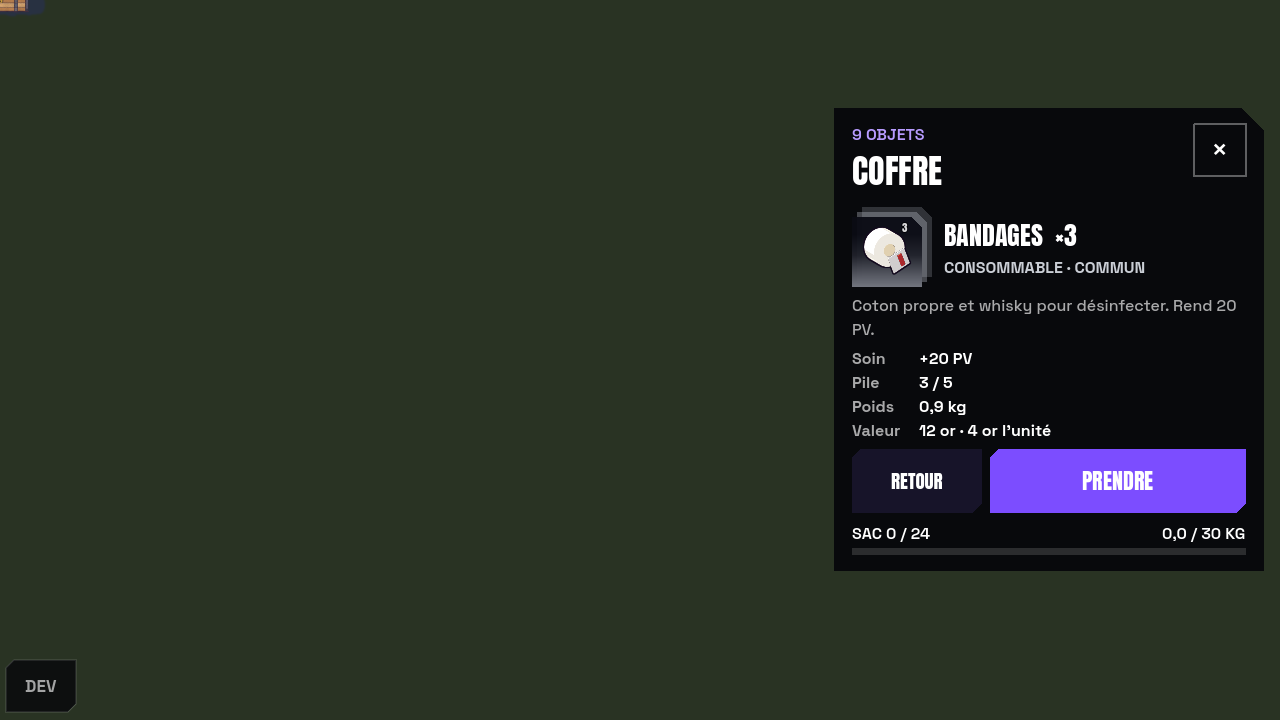 9 OBJETS
COFFRE
×
3
BANDAGES ×3
CONSOMMABLE · COMMUN
Coton propre et whisky pour désinfecter. Rend 20
PV.
Soin +20 PV
Pile 3 / 5
Poids 0,9 kg
Valeur 12 or · 4 or l’unité
RETOUR
PRENDRE
SAC 0 / 24 0,0 / 30 KG
DEV